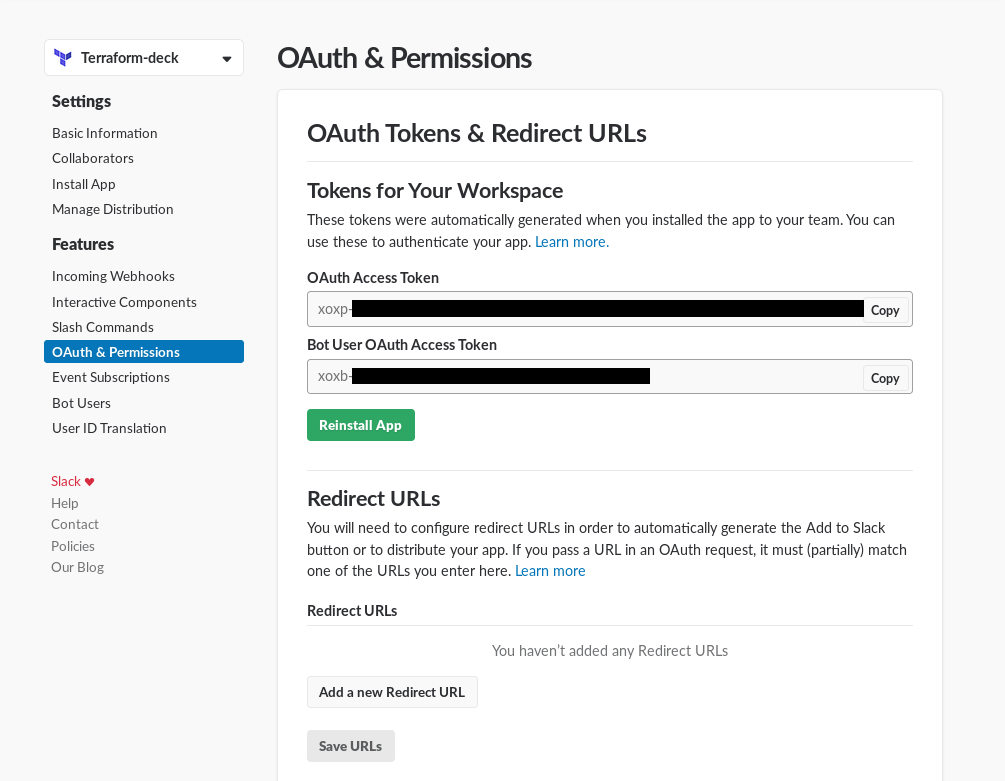 Terraform-deck
Settings
Basic Information
Collaborators
Install App
Manage Distribution
Features
Incoming Webhooks
Interactive Components
Slash Commands
OAuth & Permissions
Event Subscriptions
Bot Users
User ID Translation
Slack
Help
Contact
Policies
Our Blog
OAuth & Permissions
OAuth Tokens & Redirect URLs
Tokens for Your Workspace
These tokens were automatically generated when you installed the app to your team. You can
use these to authenticate your app. Learn more.
OAuth Access Token
xoxp- Copy
Bot User OAuth Access Token
xoxb- Copy
Reinstall App
Redirect URLs
You will need to configure redirect URLs in order to automatically generate the Add to Slack
button or to distribute your app. If you pass a URL in an OAuth request, it must (partially) match
one of the URLs you enter here. Learn more
Redirect URLs
You haven't added any Redirect URLs
Add a new Redirect URL
Save URLs